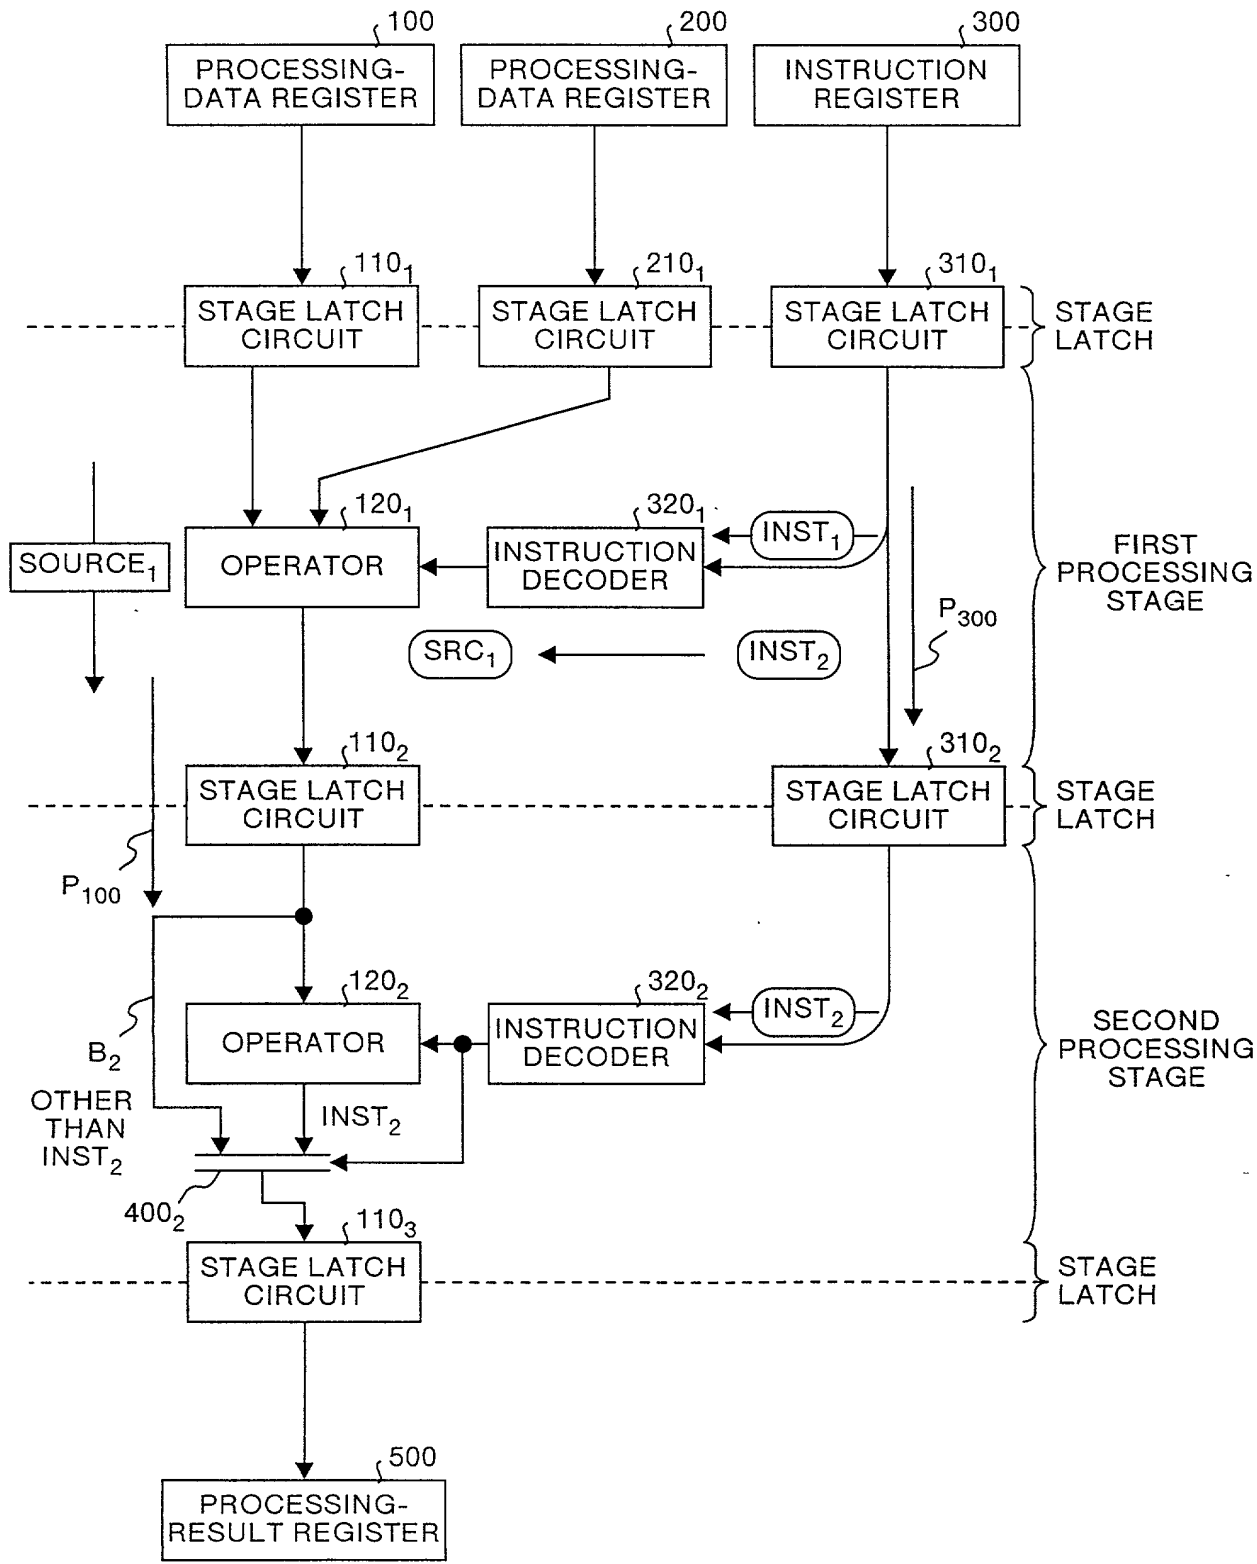 100
200
300
PROCESSING-
DATA REGISTER
PROCESSING-
DATA REGISTER
INSTRUCTION
REGISTER
110₁
210₁
310₁
STAGE LATCH
CIRCUIT
STAGE LATCH
CIRCUIT
STAGE LATCH
CIRCUIT
STAGE
LATCH
120₁
320₁
INST₁
SOURCE₁
OPERATOR
INSTRUCTION
DECODER
FIRST
PROCESSING
STAGE
P₃₀₀
SRC₁
INST₂
110₂
310₂
STAGE LATCH
CIRCUIT
STAGE LATCH
CIRCUIT
STAGE
LATCH
P₁₀₀
120₂
320₂
INST₂
OPERATOR
INSTRUCTION
DECODER
SECOND
PROCESSING
STAGE
B₂
OTHER
THAN
INST₂
INST₂
400₂
110₃
STAGE LATCH
CIRCUIT
STAGE
LATCH
500
PROCESSING-
RESULT REGISTER